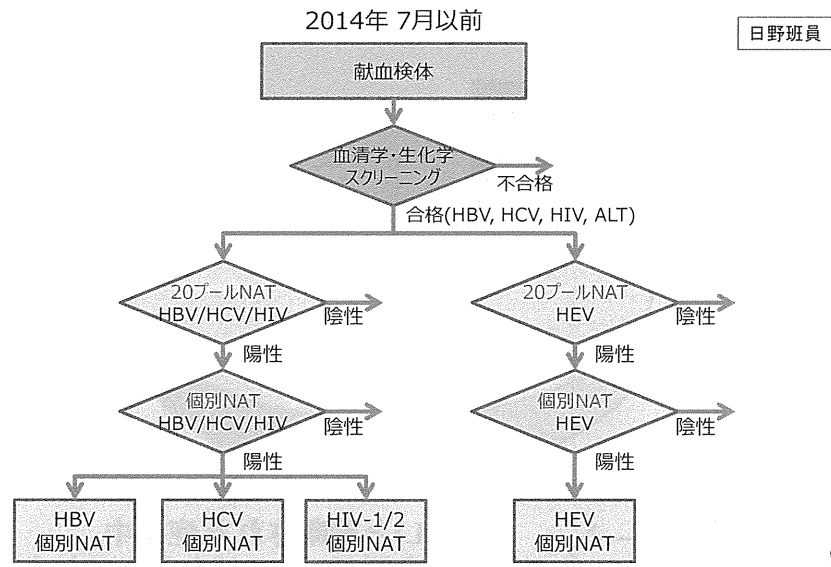 2014年 7月以前
日野班員
献血検体
血清学・生化学
スクリーニング
不合格
合格(HBV, HCV, HIV, ALT)
20プールNAT
HBV/HCV/HIV
陰性
20プールNAT
HEV
陰性
陽性
陽性
個別NAT
HBV/HCV/HIV
陰性
個別NAT
HEV
陰性
陽性
陽性
HBV
個別NAT
HCV
個別NAT
HIV-1/2
個別NAT
HEV
個別NAT